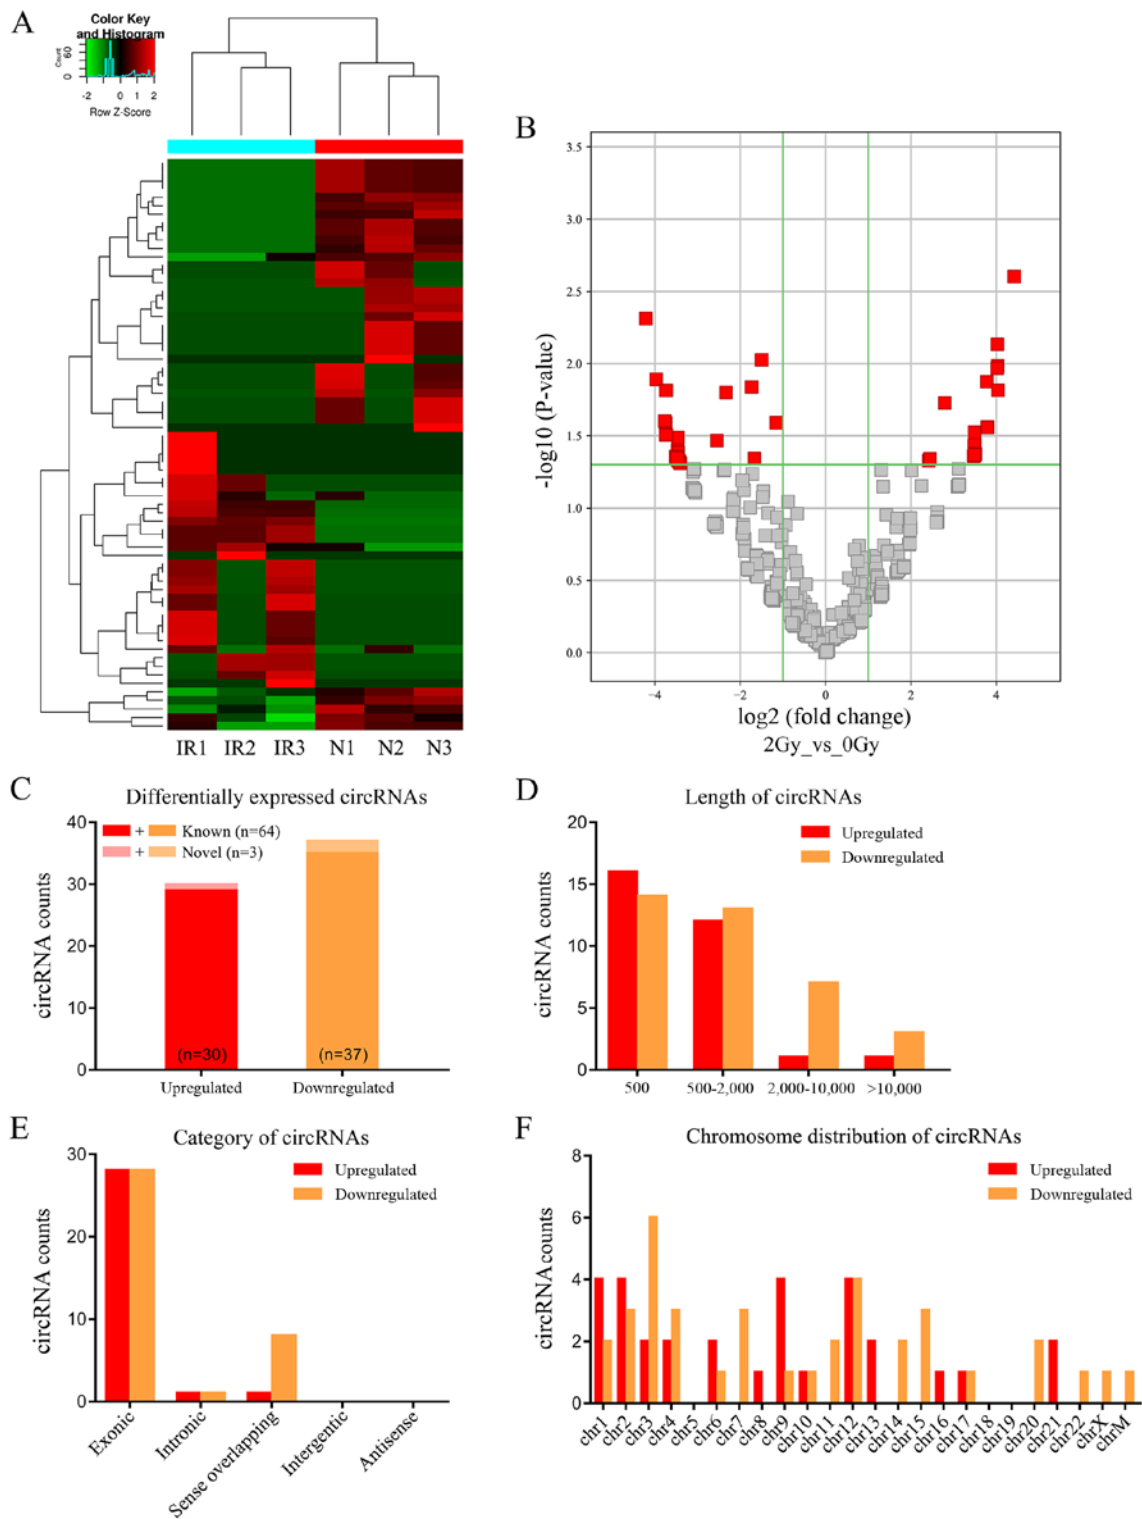 A
Color Key
and Histogram
Count
0 60
-2 0 1 2
Row Z-Score
IR1 IR2 IR3 N1 N2 N3
B
3.5
3.0
2.5
2.0
1.5
1.0
0.5
0.0
-log10 (P-value)
−4 −2 0 2 4
log2 (fold change)
2Gy_vs_0Gy
C
Differentially expressed circRNAs
40
30
20
10
0
circRNA counts
+ Known (n=64)
+ Novel (n=3)
(n=30) (n=37)
Upregulated Downregulated
D
Length of circRNAs
20
15
10
5
0
circRNA counts
Upregulated
Downregulated
500 500-2,000 2,000-10,000 >10,000
E
Category of circRNAs
30
20
10
0
circRNA counts
Upregulated
Downregulated
Exonic
Intronic
Sense overlapping
Intergentic
Antisense
F
Chromosome distribution of circRNAs
8
6
4
2
0
circRNAcounts
Upregulated
Downregulated
chr1
chr2
chr3
chr4
chr5
chr6
chr7
chr8
chr9
chr10
chr11
chr12
chr13
chr14
chr15
chr16
chr17
chr18
chr19
chr20
chr21
chr22
chrX
chrM